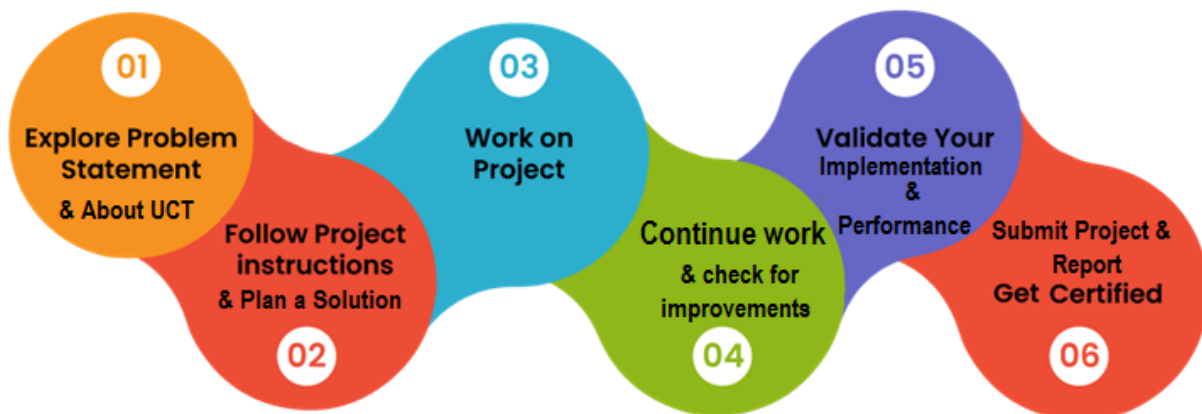 01
Explore Problem
Statement
& About UCT
Follow Project
instructions
& Plan a Solution
02
03
Work on
Project
Continue work
& check for
improvements
04
05
Validate Your
Implementation
&
Performance
Submit Project &
Report
Get Certified
06